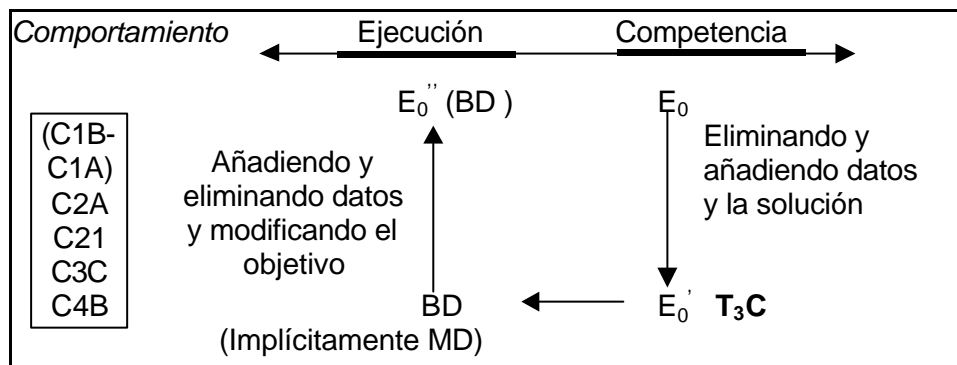 Comportamiento Ejecución Competencia
E₀'' (BD ) E₀
(C1B-
C1A)
C2A
C21
C3C
C4B
Añadiendo y
eliminando datos
y modificando el
objetivo
Eliminando y
añadiendo datos
y la solución
BD E₀' T₃C
(Implícitamente MD)